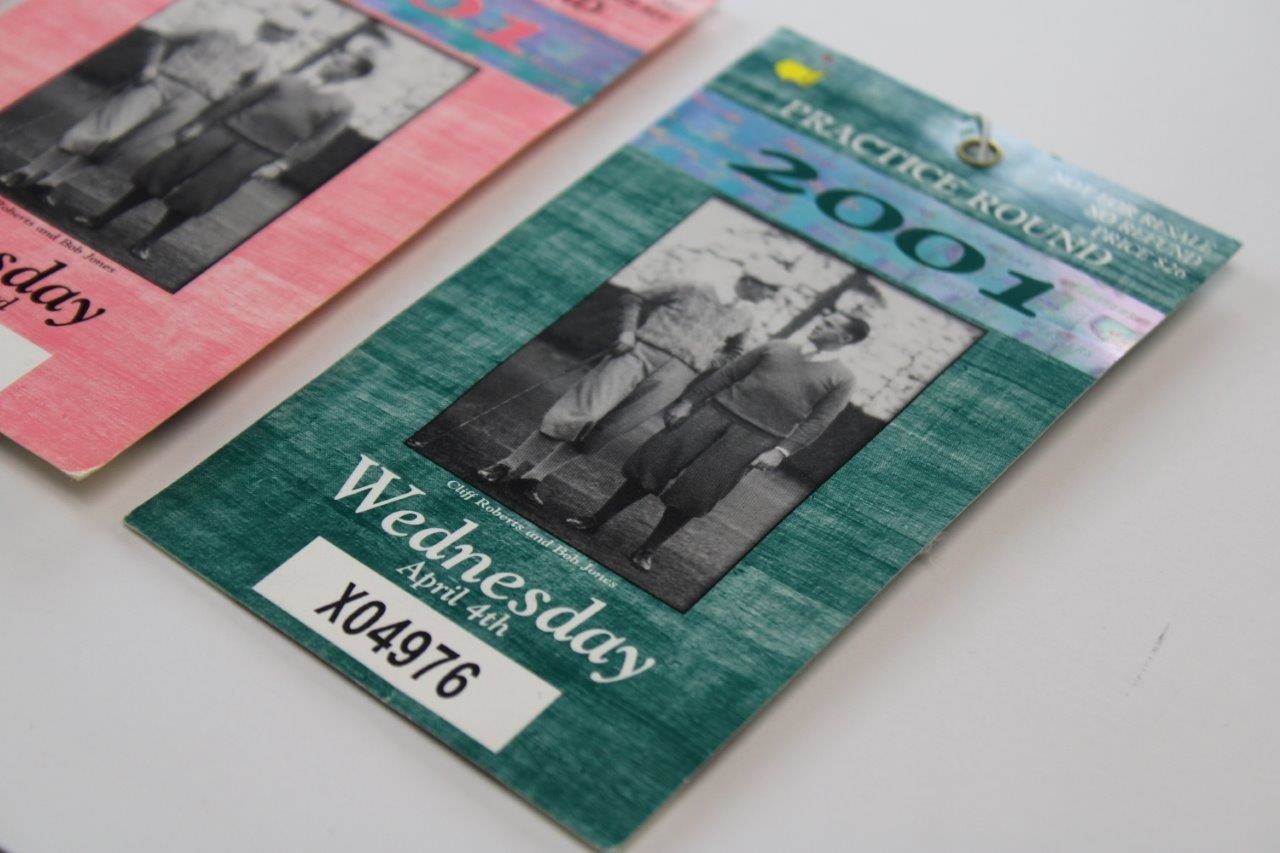 01
Roberts and Bob Jones
sday
PRACTICE ROUND
NOT FOR RESALE
NO REFUND
PRICE $26
2001
Cliff Roberts and Bob Jones
Wednesday
April 4th
X04976